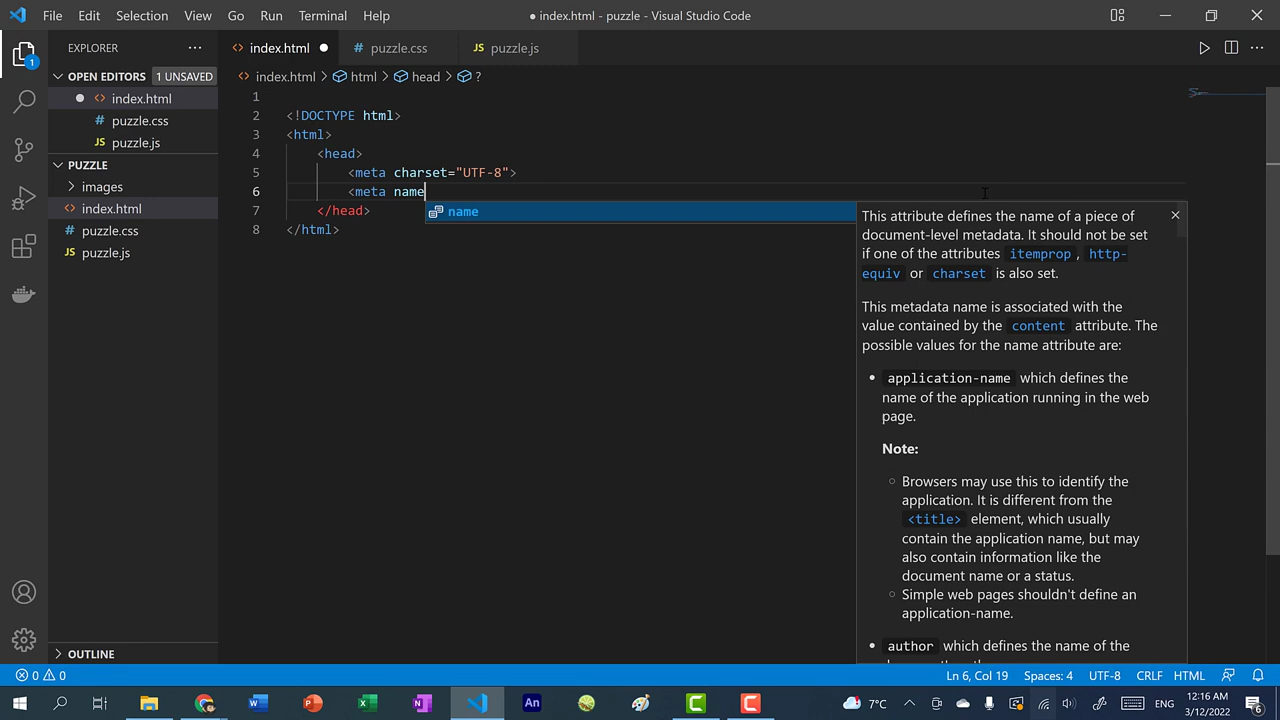 File Edit Selection View Go Run Terminal Help
● index.html - puzzle - Visual Studio Code
EXPLORER
index.html
# puzzle.css
JS puzzle.js
OPEN EDITORS 1 UNSAVED
index.html > html > head > ?
index.html
# puzzle.css
JS puzzle.js
PUZZLE
images
index.html
# puzzle.css
JS puzzle.js
1
2 <!DOCTYPE html>
3 <html>
4 <head>
5 <meta charset="UTF-8">
6 <meta name
7 </head>
8 </html>
name
This attribute defines the name of a piece of
document-level metadata. It should not be set
if one of the attributes itemprop, http-
equiv or charset is also set.
This metadata name is associated with the
value contained by the content attribute. The
possible values for the name attribute are:
• application-name which defines the
name of the application running in the web
page.
Note:
○ Browsers may use this to identify the
application. It is different from the
<title> element, which usually
contain the application name, but may
also contain information like the
document name or a status.
○ Simple web pages shouldn't define an
application-name.
• author which defines the name of the
1
OUTLINE
0 0
Ln 6, Col 19 Spaces: 4 UTF-8 CRLF HTML
An
7°C
ENG
12:16 AM
3/12/2022
6